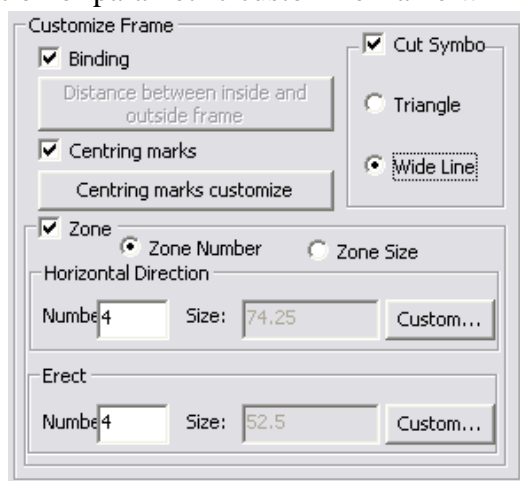 Customize Frame
Binding
Distance between inside and
outside frame
Centring marks
Centring marks customize
Cut Symbo
Triangle
Wide Line
Zone
Zone Number Zone Size
Horizontal Direction
Numbe 4 Size: 74.25 Custom...
Erect
Numbe 4 Size: 52.5 Custom...